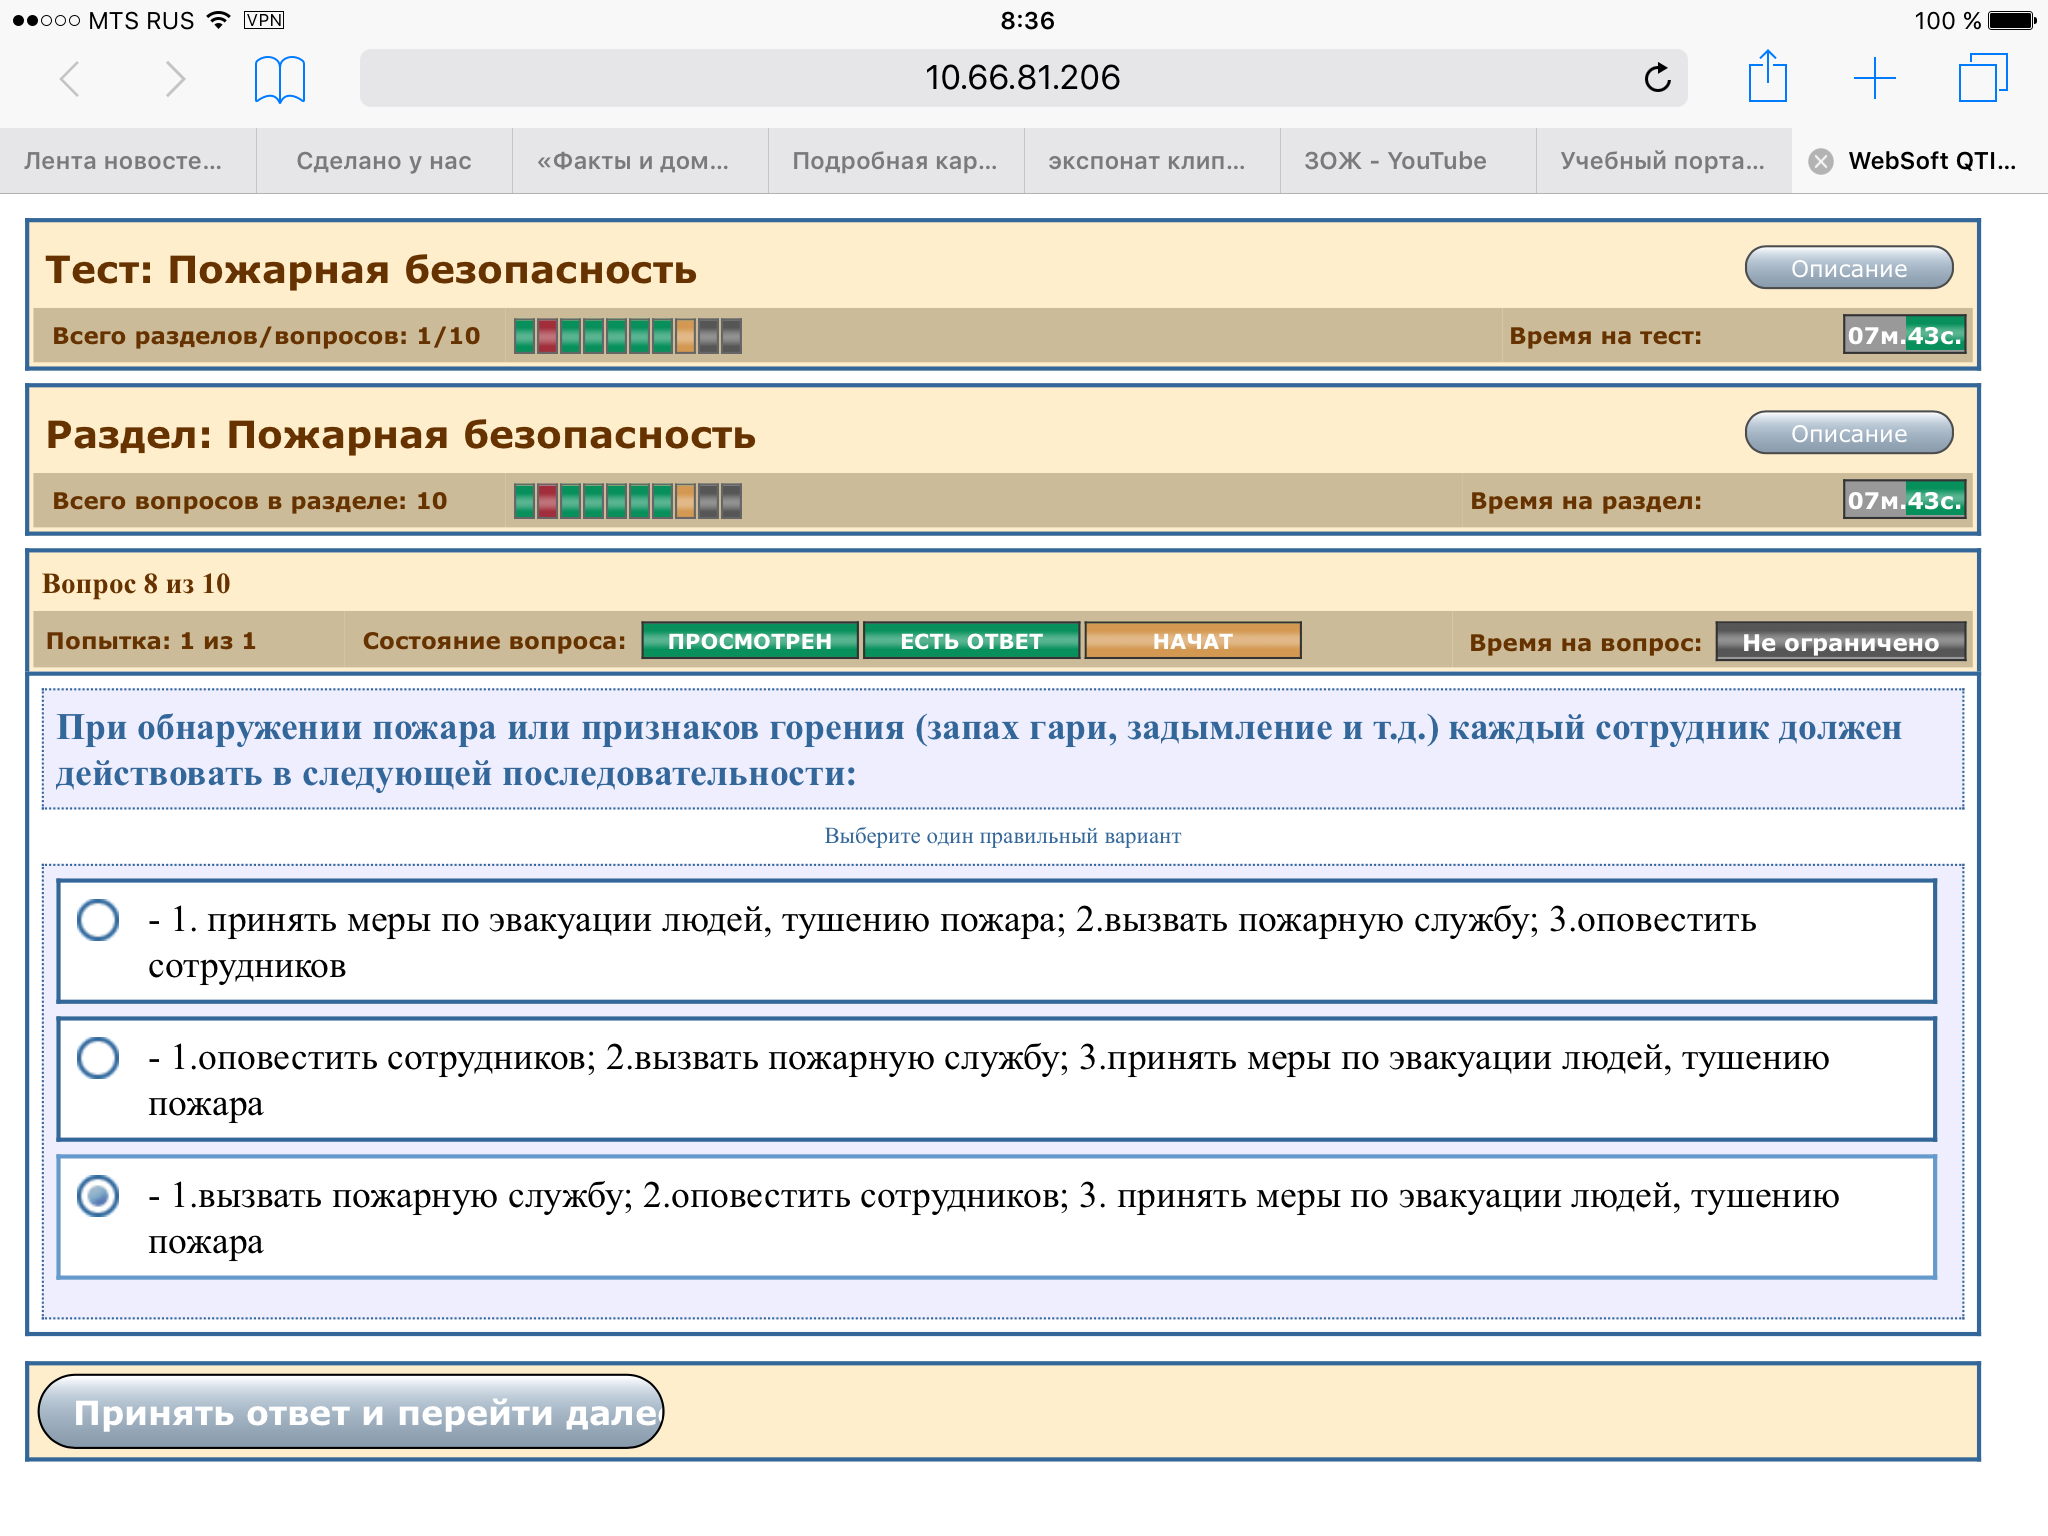 MTS RUS VPN 8:36 100 %
10.66.81.206
Лента новосте... Сделано у нас «Факты и дом... Подробная кар... экспонат клип... ЗОЖ - YouTube Учебный порта... WebSoft QTI...
Тест: Пожарная безопасность Описание
Всего разделов/вопросов: 1/10 Время на тест: 07м.43с.
Раздел: Пожарная безопасность Описание
Всего вопросов в разделе: 10 Время на раздел: 07м.43с.
Вопрос 8 из 10
Попытка: 1 из 1 Состояние вопроса: ПРОСМОТРЕН ЕСТЬ ОТВЕТ НАЧАТ Время на вопрос: Не ограничено
При обнаружении пожара или признаков горения (запах гари, задымление и т.д.) каждый сотрудник должен
действовать в следующей последовательности:
Выберите один правильный вариант
- 1. принять меры по эвакуации людей, тушению пожара; 2.вызвать пожарную службу; 3.оповестить
сотрудников
- 1.оповестить сотрудников; 2.вызвать пожарную службу; 3.принять меры по эвакуации людей, тушению
пожара
- 1.вызвать пожарную службу; 2.оповестить сотрудников; 3. принять меры по эвакуации людей, тушению
пожара
Принять ответ и перейти дале